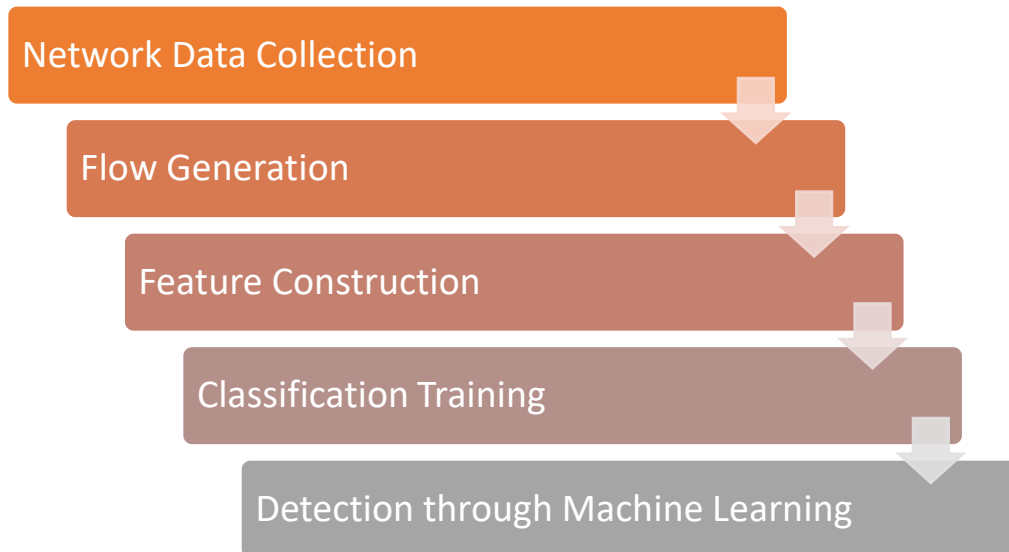 Network Data Collection
Flow Generation
Feature Construction
Classification Training
Detection through Machine Learning